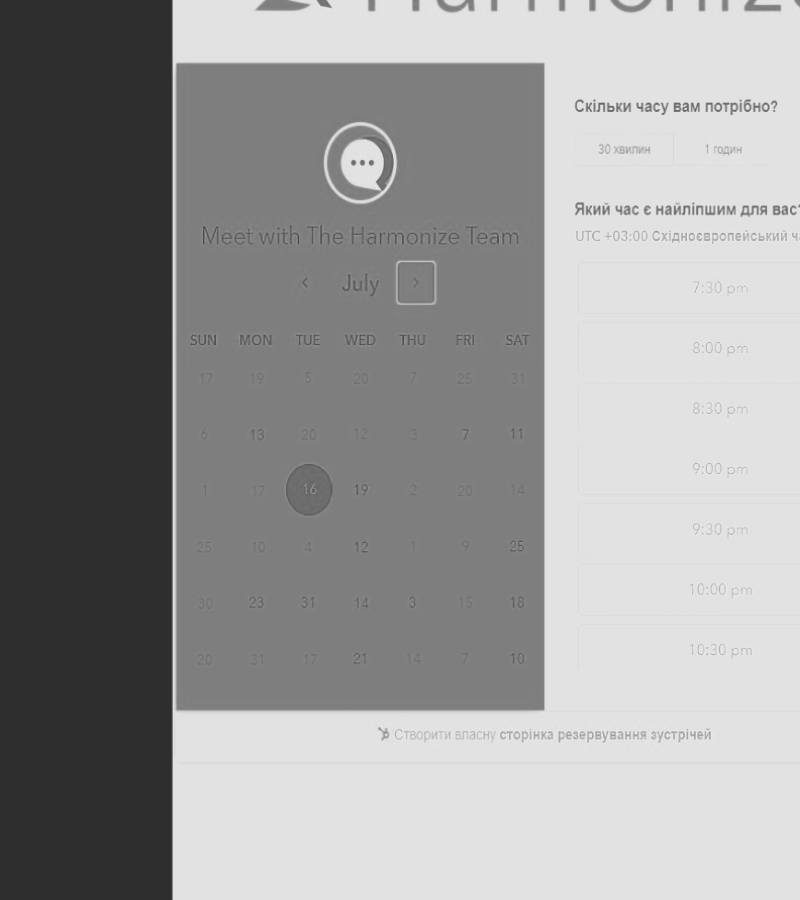 Harmonize
Meet with The Harmonize Team
July
SUN MON TUE WED THU FRI SAT
17 19 5 20 7 25 31
6 13 20 12 3 7 11
1 17 16 19 2 20 14
25 10 4 12 1 9 25
30 23 31 14 3 15 18
20 31 17 21 14 7 10
Скільки часу вам потрібно?
30 хвилин 1 годин
Який час є найліпшим для вас?
UTC +03:00 Східноєвропейський
7:30 pm
8:00 pm
8:30 pm
9:00 pm
9:30 pm
10:00 pm
10:30 pm
Створити власну сторінка резервування зустрічей